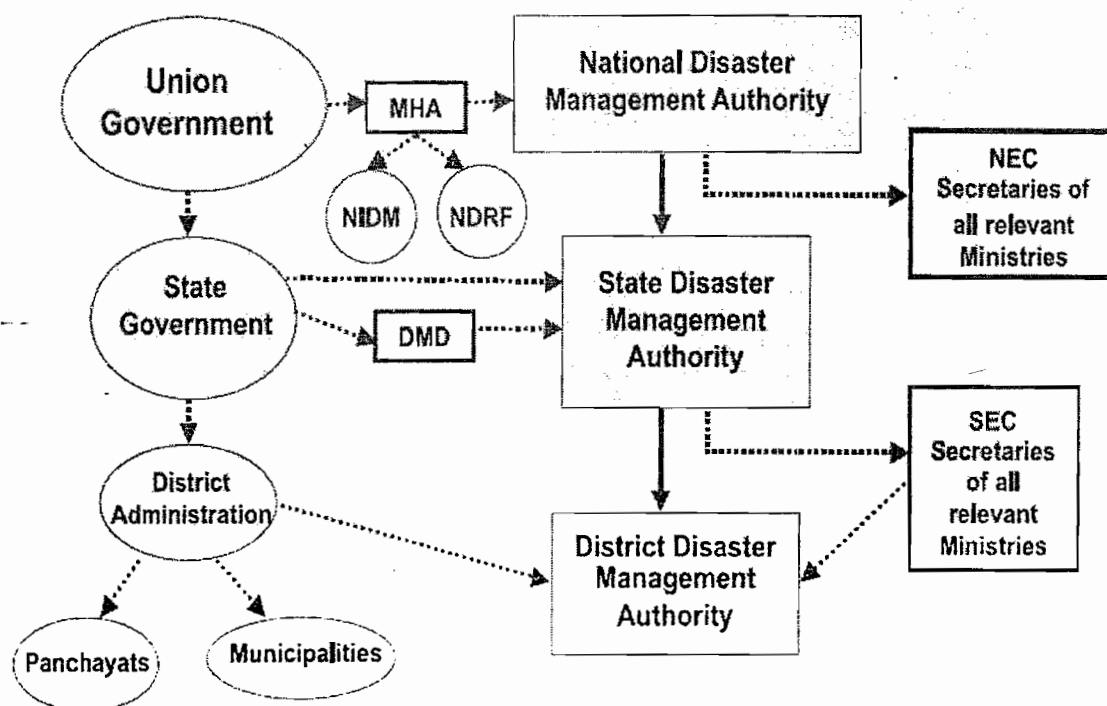 Union
Government
MHA
National Disaster
Management Authority
NIDM
NDRF
NEC
Secretaries of
all relevant
Ministries
State
Government
DMD
State Disaster
Management
Authority
SEC
Secretaries
of all
relevant
Ministries
District
Administration
District Disaster
Management
Authority
Panchayats
Municipalities